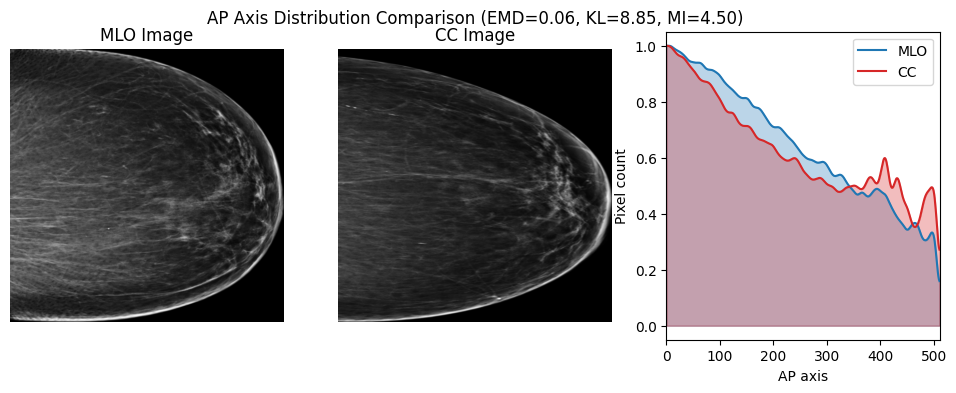 AP Axis Distribution Comparison (EMD=0.06, KL=8.85, MI=4.50)
MLO Image
CC Image
MLO
CC
Pixel count
1.0
0.8
0.6
0.4
0.2
0.0
0 100 200 300 400 500
AP axis